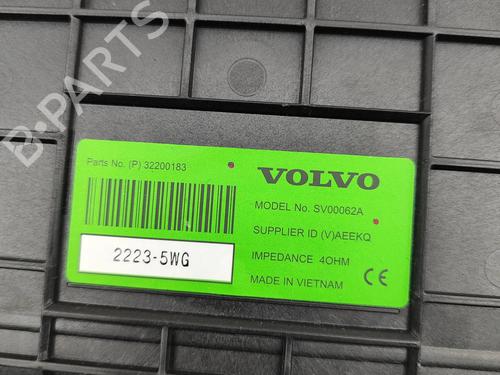 B-PARTS
Parts No. (P) 32200183
2223-5WG
VOLVO
MODEL No. SV00062A
SUPPLIER ID (V)AEEKQ
IMPEDANCE 4OHM
MADE IN VIETNAM CE